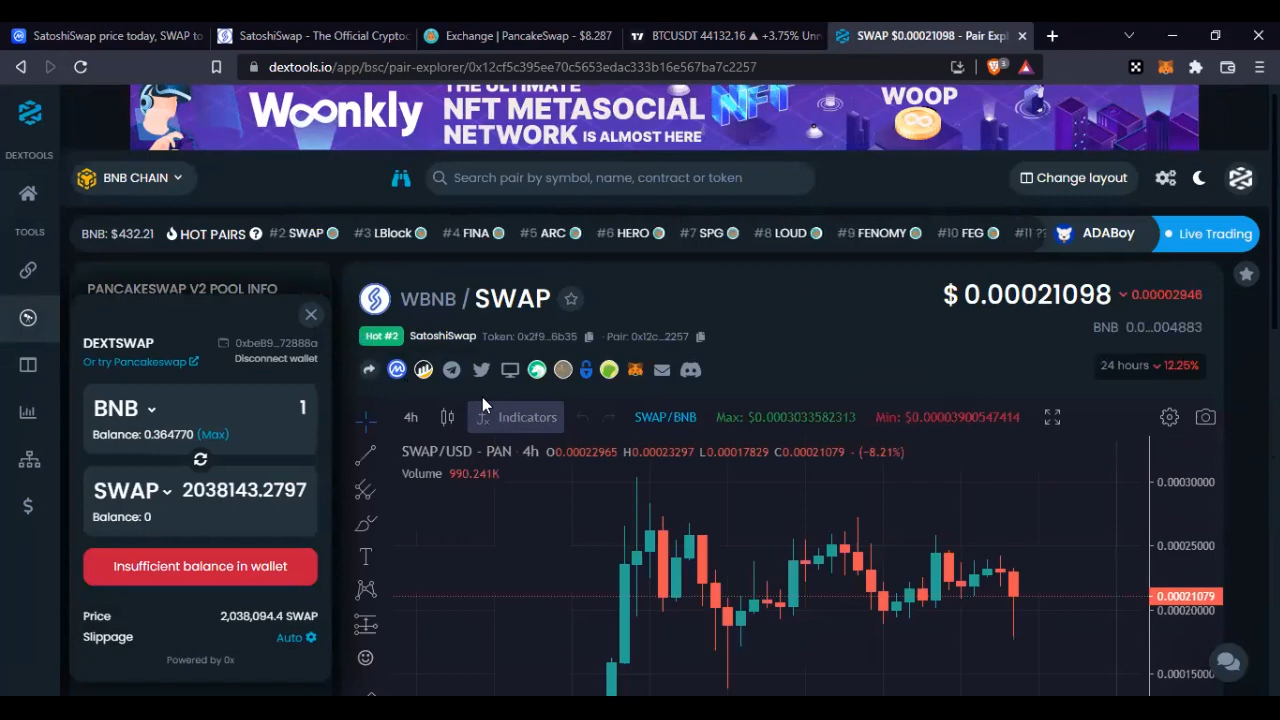 SatoshiSwap price today, SWAP to
SatoshiSwap - The Official Cryptoc
Exchange | PancakeSwap - $8.287
BTCUSDT 44132.16 ▲ +3.75% Unn
SWAP $0.00021098 - Pair Expl
dextools.io/app/bsc/pair-explorer/0x12cf5c395ee70c5653edac333b16e567ba7c2257
3
Woonkly
THE ULTIMATE
NFT METASOCIAL
NETWORK IS ALMOST HERE
NFT
WOOP
DEXTOOLS
BNB CHAIN
Search pair by symbol, name, contract or token
Change layout
TOOLS
BNB: $432.21
HOT PAIRS
#2 SWAP
#3 LBlock
#4 FINA
#5 ARC
#6 HERO
#7 SPG
#8 LOUD
#9 FENOMY
#10 FEG
#11 ??
ADABoy
Live Trading
PANCAKESWAP V2 POOL INFO
DEXTSWAP
0xbeB9...72888a
Or try Pancakeswap
Disconnect wallet
BNB
1
Balance: 0.364770 (Max)
SWAP
2038143.2797
Balance: 0
Insufficient balance in wallet
Price
2,038,094.4 SWAP
Slippage
Auto
Powered by 0x
WBNB / SWAP
$ 0.00021098
0.00002946
BNB 0.0...004883
Hot #2
SatoshiSwap
Token: 0x2f9...6b35
Pair: 0x12c...2257
24 hours 12.25%
4h
Indicators
SWAP/BNB
Max: $0.0003033582313
Min: $0.00003900547414
SWAP/USD - PAN · 4h O0.00022965 H0.00023297 L0.00017829 C0.00021079 - (-8.21%)
Volume 990.241K
0.00030000
0.00025000
0.00021079
0.00020000
0.00015000